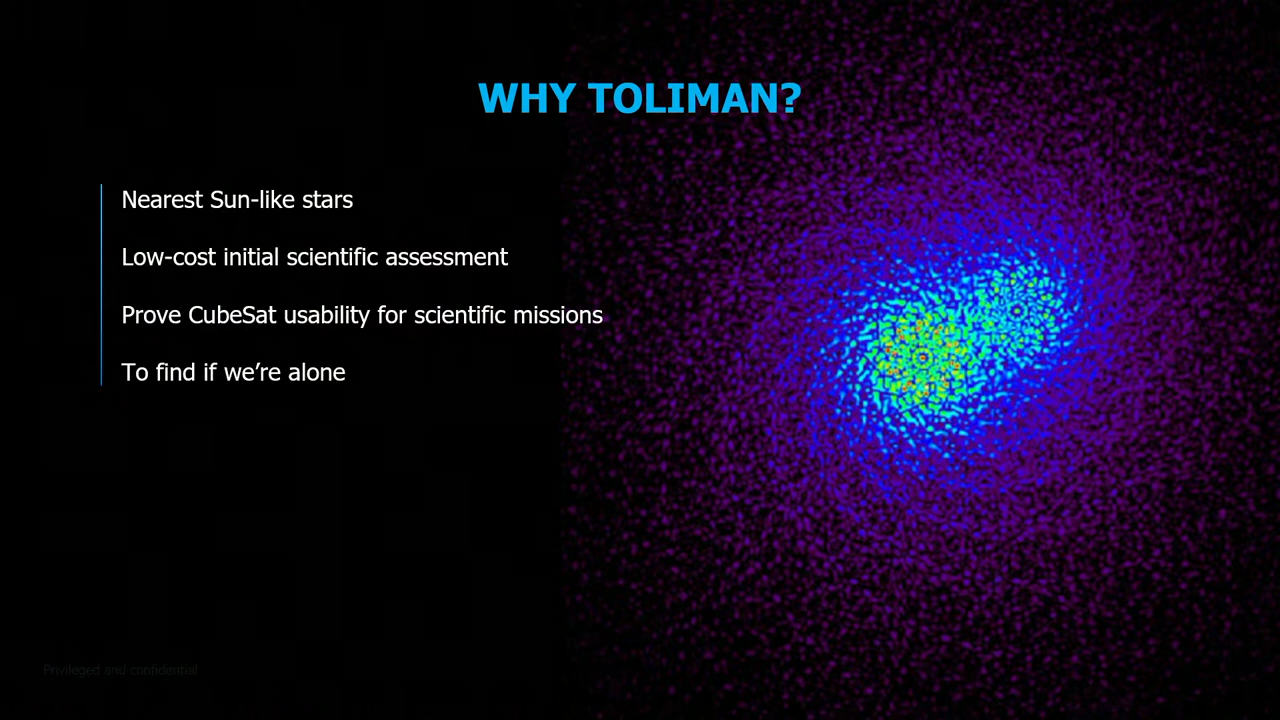 WHY TOLIMAN?
Nearest Sun-like stars
Low-cost initial scientific assessment
Prove CubeSat usability for scientific missions
To find if we’re alone
Privileged and confidential